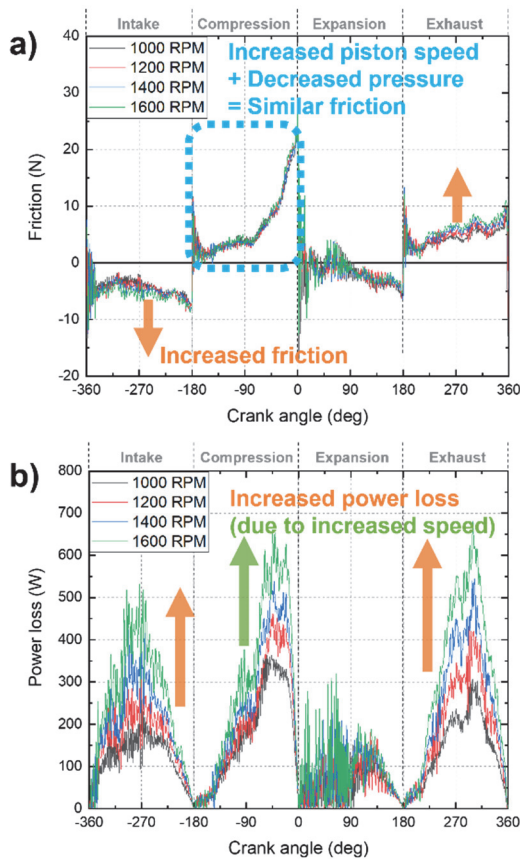 a)
Intake Compression Expansion Exhaust
1000 RPM
1200 RPM
1400 RPM
1600 RPM
Increased piston speed
+ Decreased pressure
= Similar friction
Increased friction
Friction (N)
40
30
20
10
0
-10
-20
-360 -270 -180 -90 0 90 180 270 360
Crank angle (deg)
b)
Intake Compression Expansion Exhaust
1000 RPM
1200 RPM
1400 RPM
1600 RPM
Increased power loss
(due to increased speed)
Power loss (W)
800
700
600
500
400
300
200
100
0
-360 -270 -180 -90 0 90 180 270 360
Crank angle (deg)